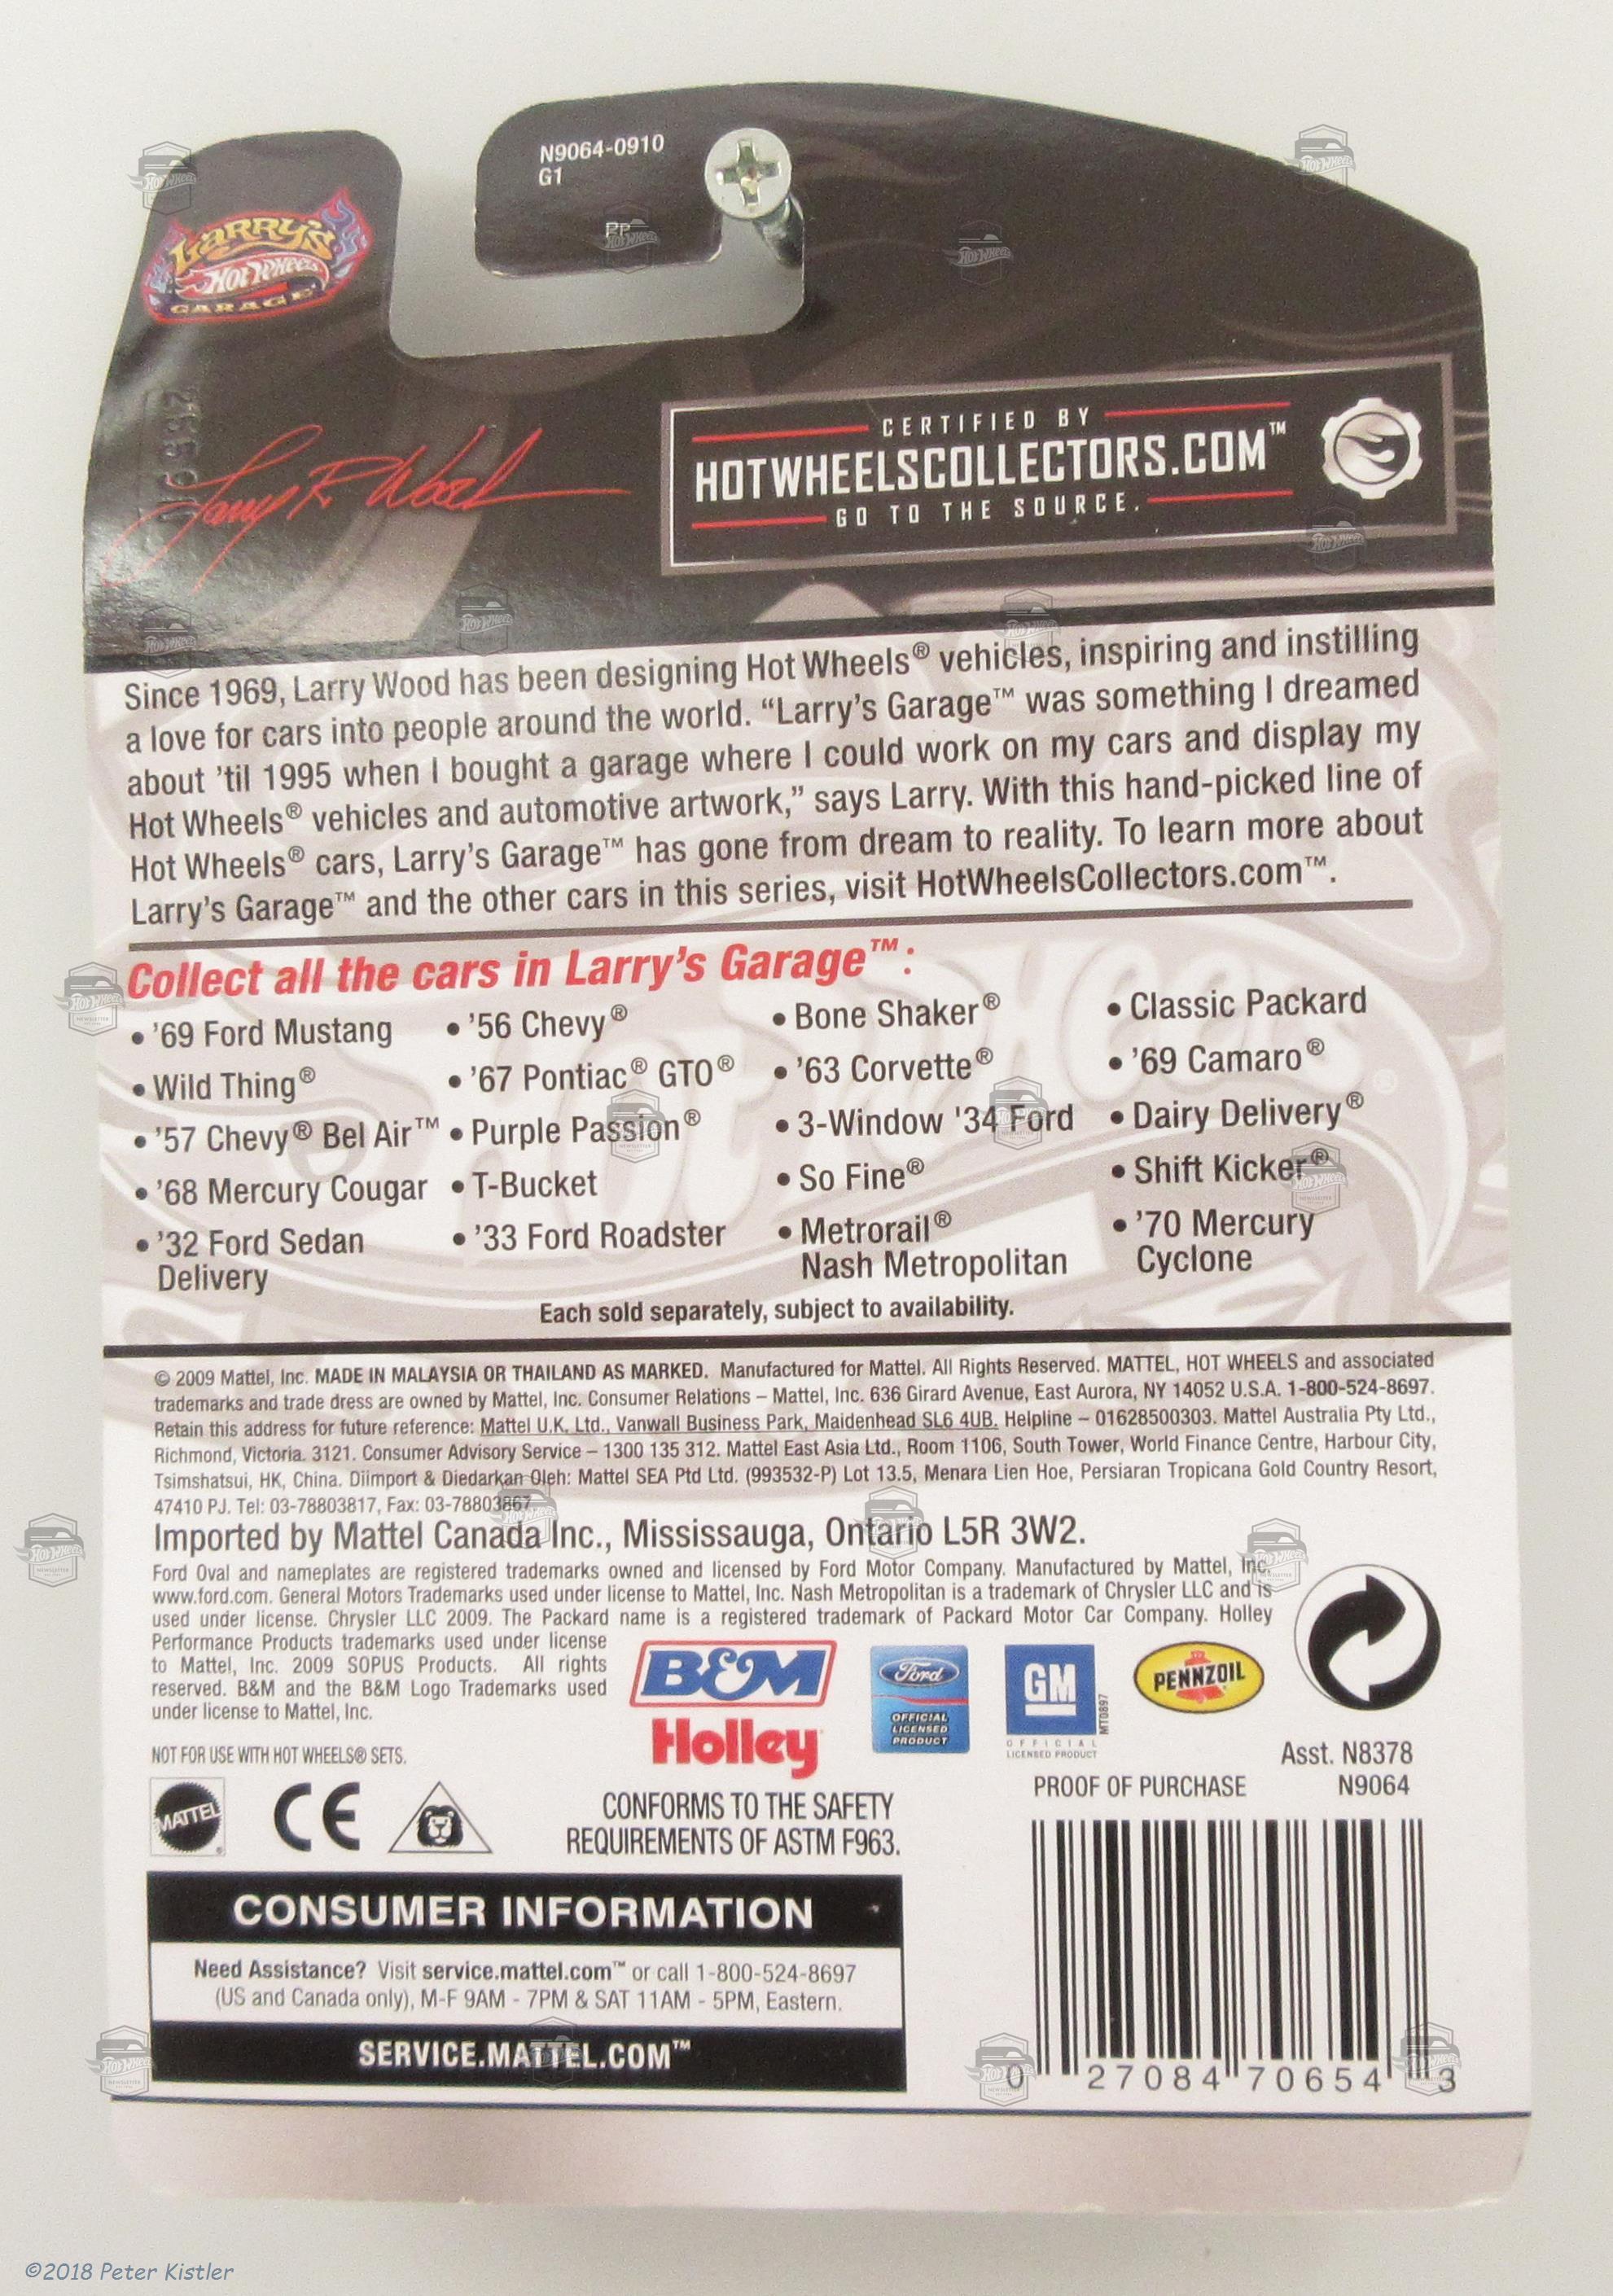 N9064-0910
G1
PP
LARRY'S
Hot Wheels
GARAGE
Larry R Wood
CERTIFIED BY
HOTWHEELSCOLLECTORS.COM™
GO TO THE SOURCE.
Since 1969, Larry Wood has been designing Hot Wheels® vehicles, inspiring and instilling
a love for cars into people around the world. “Larry’s Garage™ was something I dreamed
about ’til 1995 when I bought a garage where I could work on my cars and display my
Hot Wheels® vehicles and automotive artwork,” says Larry. With this hand-picked line of
Hot Wheels® cars, Larry’s Garage™ has gone from dream to reality. To learn more about
Larry’s Garage™ and the other cars in this series, visit HotWheelsCollectors.com™.
Collect all the cars in Larry’s Garage™:
• ’69 Ford Mustang
• Wild Thing®
• ’57 Chevy® Bel Air™
• ’68 Mercury Cougar
• ’32 Ford Sedan
Delivery
• ’56 Chevy®
• ’67 Pontiac® GTO®
• Purple Passion®
• T-Bucket
• ’33 Ford Roadster
• Bone Shaker®
• ’63 Corvette®
• 3-Window '34 Ford
• So Fine®
• Metrorail®
Nash Metropolitan
• Classic Packard
• ’69 Camaro®
• Dairy Delivery®
• Shift Kicker®
• ’70 Mercury
Cyclone
Each sold separately, subject to availability.
© 2009 Mattel, Inc. MADE IN MALAYSIA OR THAILAND AS MARKED. Manufactured for Mattel. All Rights Reserved. MATTEL, HOT WHEELS and associated
trademarks and trade dress are owned by Mattel, Inc. Consumer Relations – Mattel, Inc. 636 Girard Avenue, East Aurora, NY 14052 U.S.A. 1-800-524-8697.
Retain this address for future reference: Mattel U.K. Ltd., Vanwall Business Park, Maidenhead SL6 4UB. Helpline – 01628500303. Mattel Australia Pty Ltd.,
Richmond, Victoria. 3121. Consumer Advisory Service – 1300 135 312. Mattel East Asia Ltd., Room 1106, South Tower, World Finance Centre, Harbour City,
Tsimshatsui, HK, China. Diimport & Diedarkan Oleh: Mattel SEA Ptd Ltd. (993532-P) Lot 13.5, Menara Lien Hoe, Persiaran Tropicana Gold Country Resort,
47410 PJ. Tel: 03-78803817, Fax: 03-78803867.
Imported by Mattel Canada Inc., Mississauga, Ontario L5R 3W2.
Ford Oval and nameplates are registered trademarks owned and licensed by Ford Motor Company. Manufactured by Mattel, Inc.
www.ford.com. General Motors Trademarks used under license to Mattel, Inc. Nash Metropolitan is a trademark of Chrysler LLC and is
used under license. Chrysler LLC 2009. The Packard name is a registered trademark of Packard Motor Car Company. Holley
Performance Products trademarks used under license
to Mattel, Inc. 2009 SOPUS Products. All rights
reserved. B&M and the B&M Logo Trademarks used
under license to Mattel, Inc.
B&M
Holley
Ford
OFFICIAL
LICENSED
PRODUCT
GM
MT0897
OFFICIAL
LICENSED PRODUCT
PENNZOIL
NOT FOR USE WITH HOT WHEELS® SETS.
MATTEL
CE
CONFORMS TO THE SAFETY
REQUIREMENTS OF ASTM F963.
Asst. N8378
PROOF OF PURCHASE N9064
CONSUMER INFORMATION
Need Assistance? Visit service.mattel.com™ or call 1-800-524-8697
(US and Canada only), M-F 9AM - 7PM & SAT 11AM - 5PM, Eastern.
SERVICE.MATTEL.COM™
0 27084 70654 3
©2018 Peter Kistler